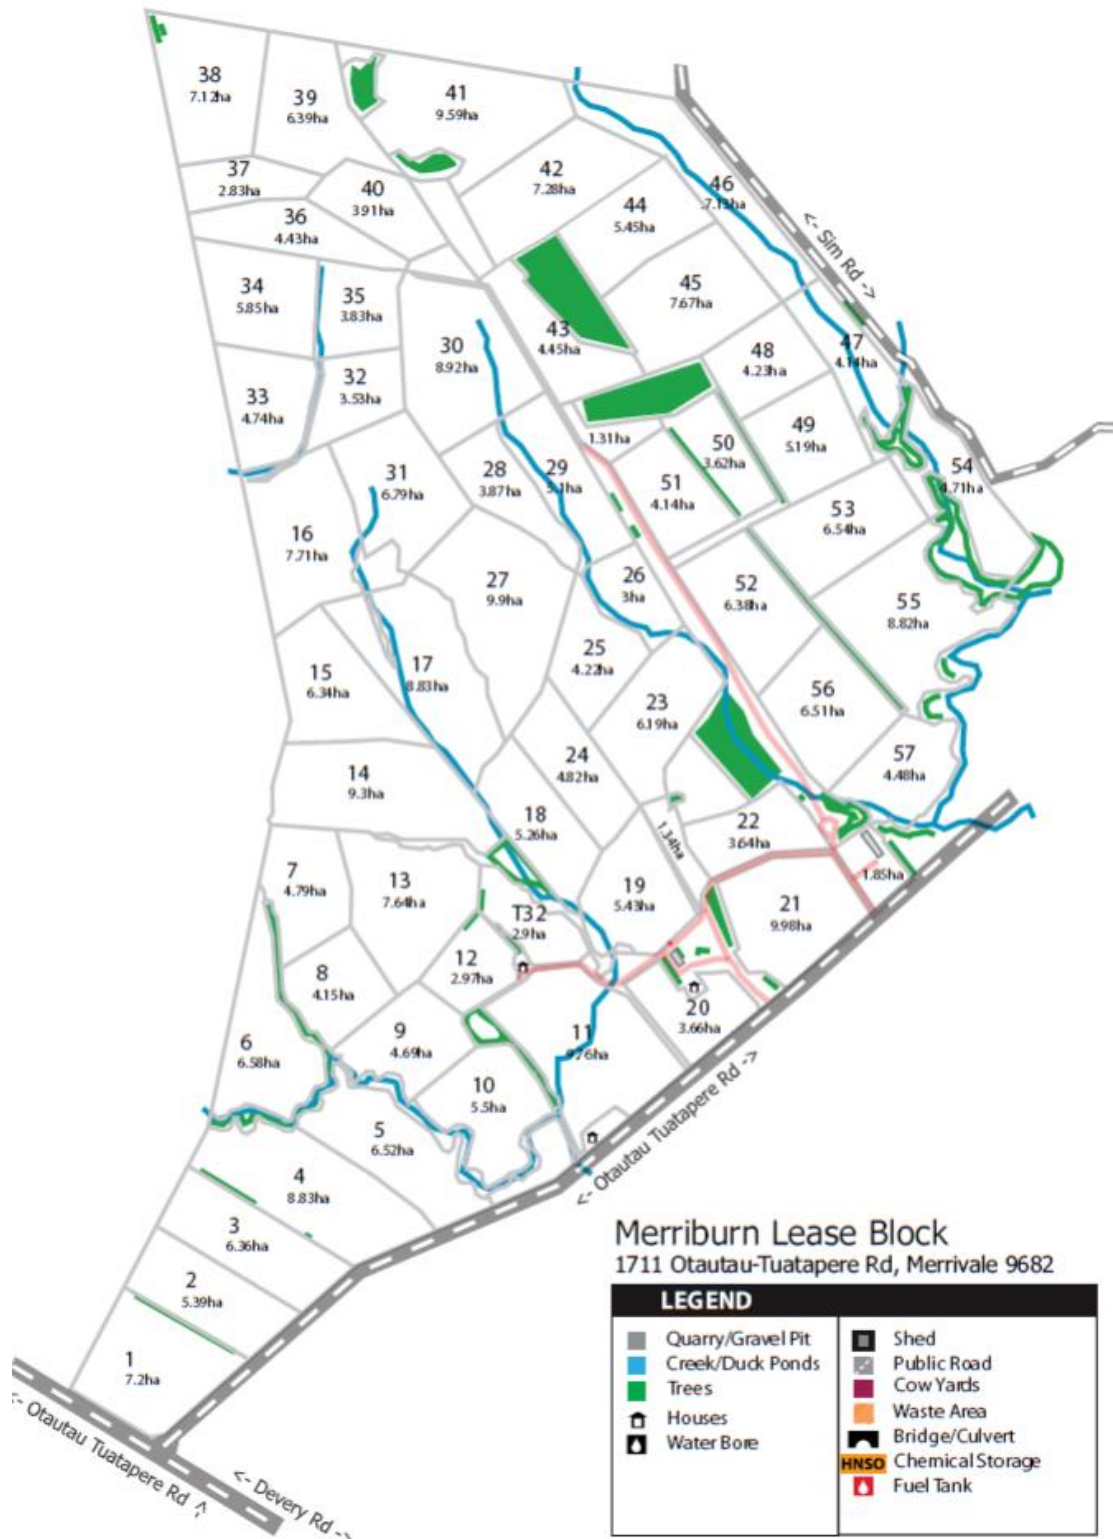 38
7.12ha
39
6.39ha
41
9.59ha
37
2.83ha
40
3.91ha
36
4.43ha
42
7.28ha
44
5.45ha
46
7.13ha
<- Sim Rd ->
34
5.85ha
35
3.83ha
45
7.67ha
43
4.45ha
30
8.92ha
48
4.23ha
47
4.14ha
33
4.74ha
32
3.53ha
49
5.19ha
50
3.62ha
1.31ha
31
6.79ha
28
3.87ha
29
5.1ha
51
4.14ha
54
4.71ha
53
6.54ha
16
7.71ha
27
9.9ha
26
3ha
52
6.38ha
55
8.82ha
15
6.34ha
17
8.83ha
25
4.22ha
23
6.19ha
56
6.51ha
24
4.82ha
57
4.48ha
14
9.3ha
18
5.26ha
1.34ha
22
3.64ha
1.85ha
7
4.79ha
13
7.64ha
19
5.43ha
21
9.98ha
T32
2.9ha
12
2.97ha
8
4.15ha
20
3.66ha
6
6.58ha
9
4.69ha
11
9.76ha
10
5.5ha
<- Otautau Tuatapere Rd ->
5
6.52ha
4
8.83ha
3
6.36ha
2
5.39ha
1
7.2ha
<- Otautau Tuatapere Rd ->
<- Devery Rd ->
Merriburn Lease Block
1711 Otautau-Tuatapere Rd, Merrivale 9682
LEGEND
Quarry/Gravel Pit
Creek/Duck Ponds
Trees
Houses
Water Bore
Shed
Public Road
Cow Yards
Waste Area
Bridge/Culvert
HNSO Chemical Storage
Fuel Tank